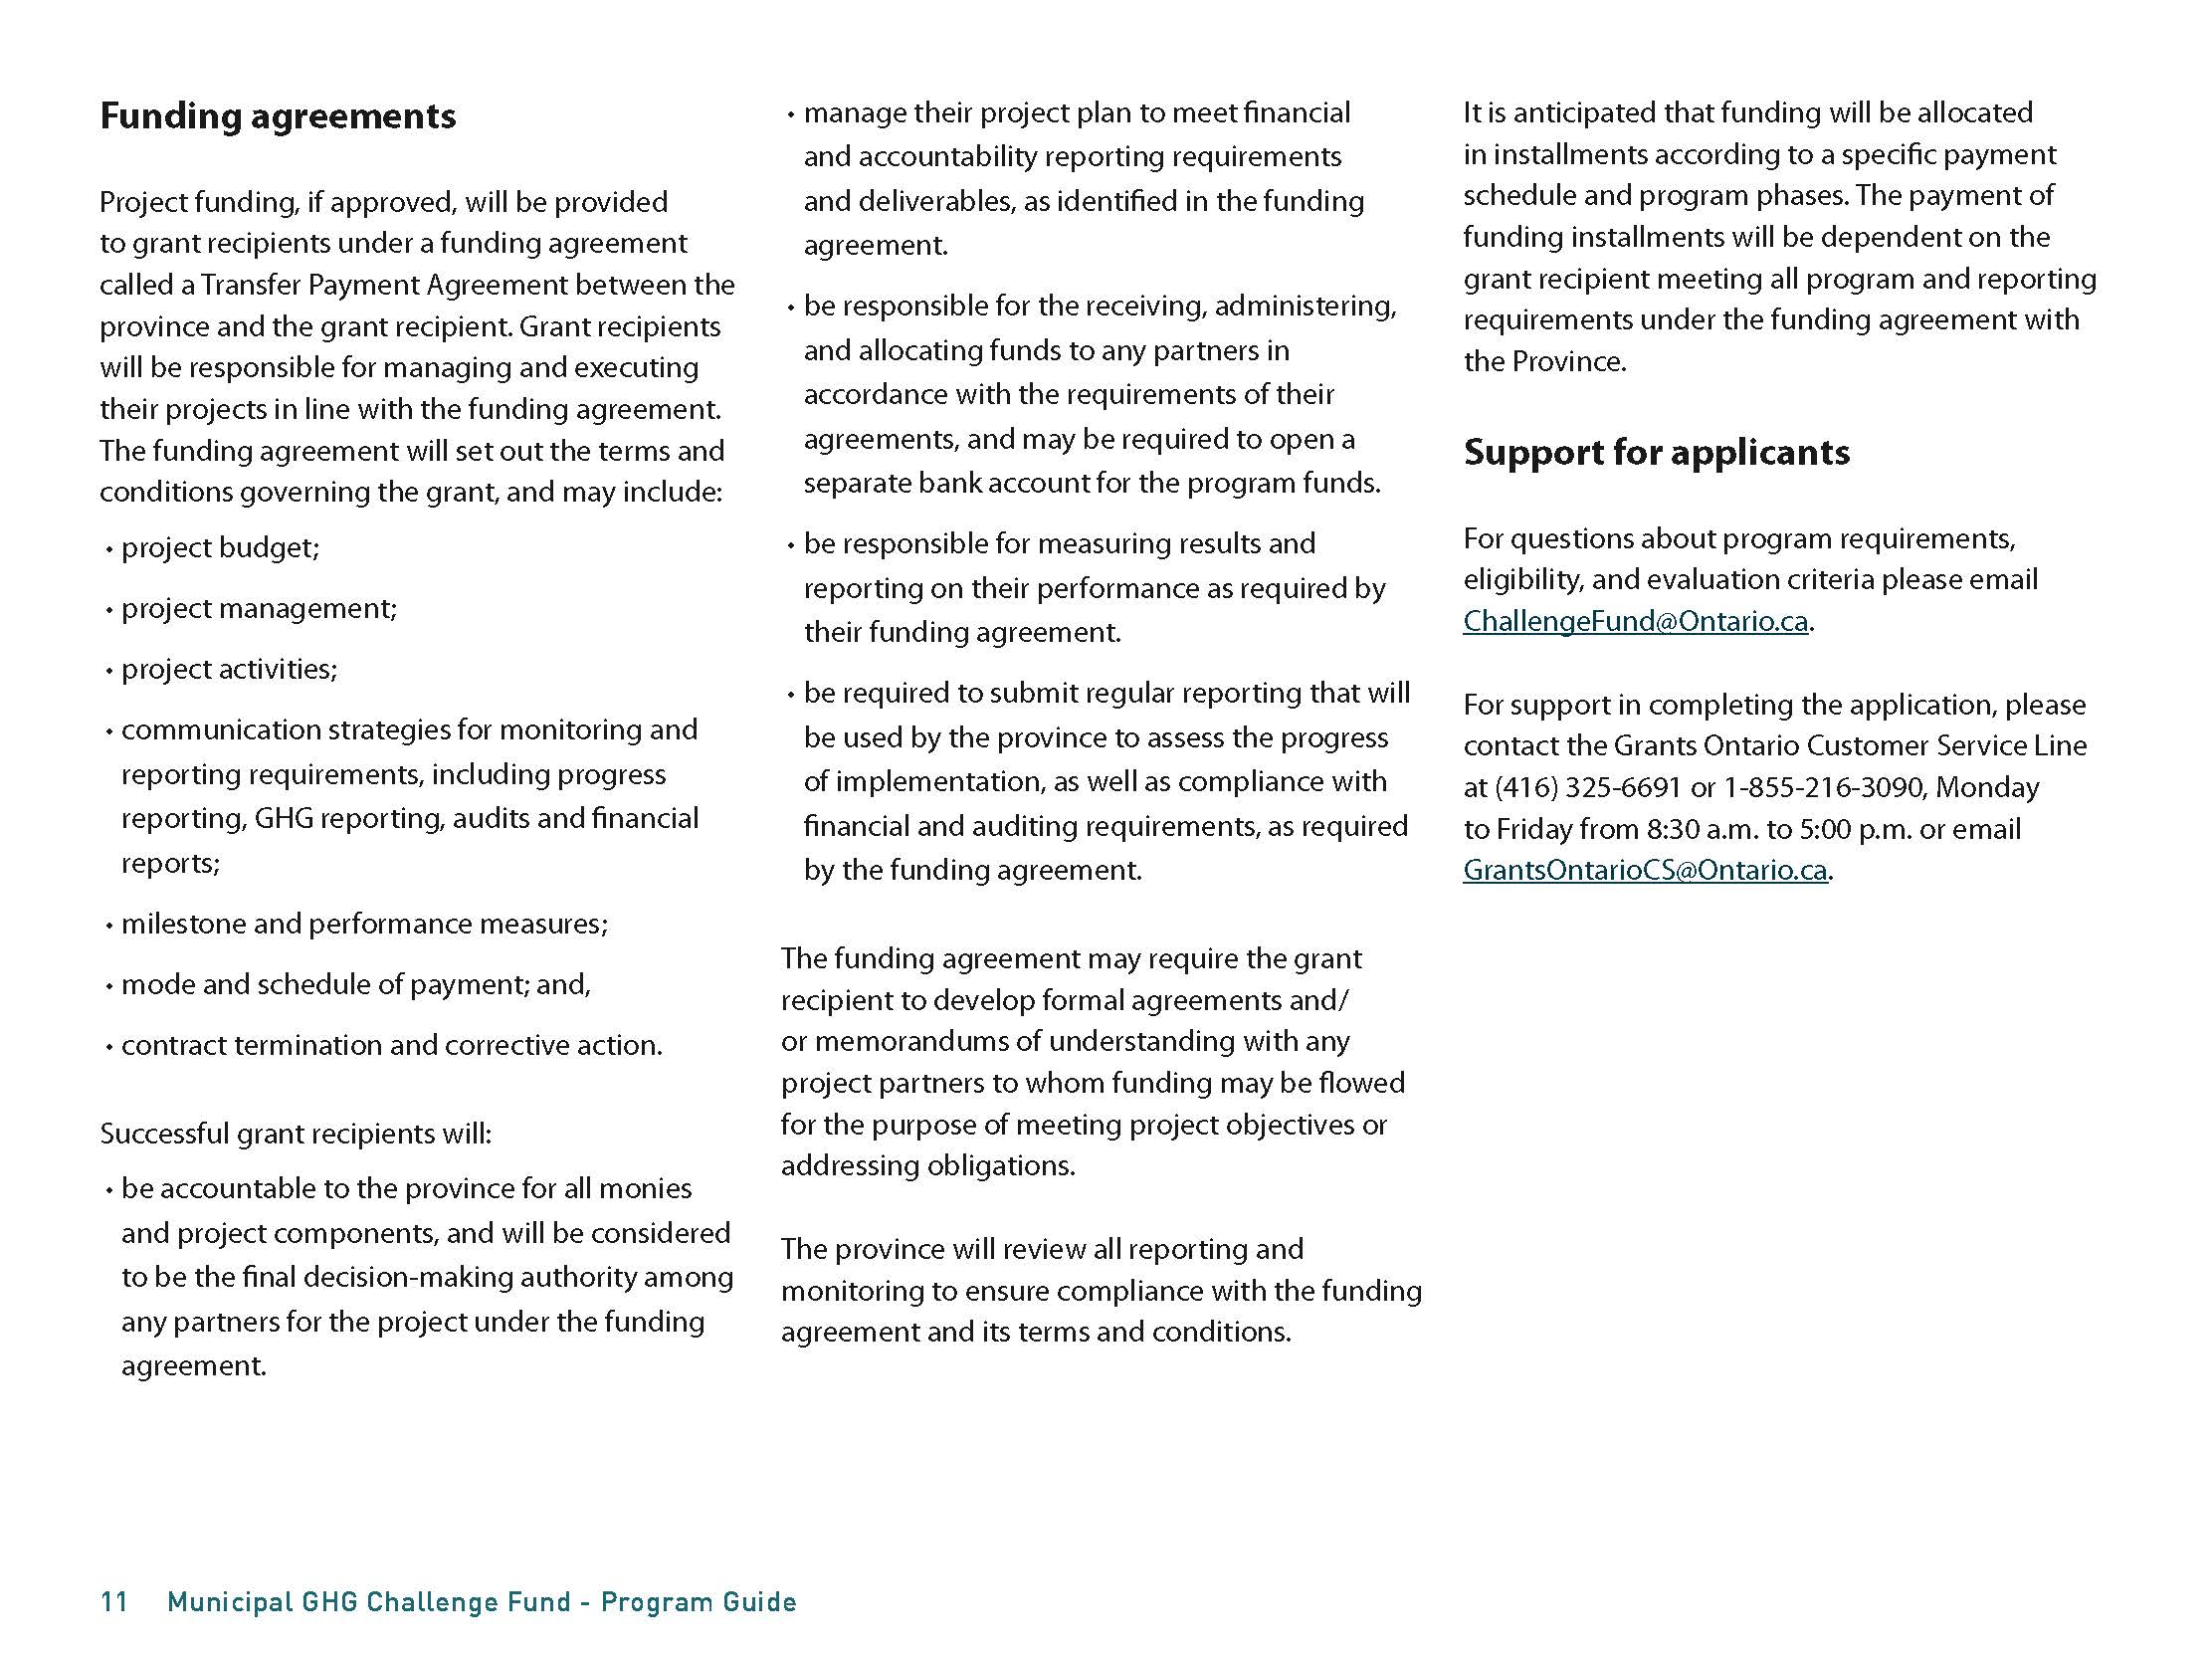 Funding agreements
Project funding, if approved, will be provided
to grant recipients under a funding agreement
called a Transfer Payment Agreement between the
province and the grant recipient. Grant recipients
will be responsible for managing and executing
their projects in line with the funding agreement.
The funding agreement will set out the terms and
conditions governing the grant, and may include:
• project budget;
• project management;
• project activities;
• communication strategies for monitoring and
reporting requirements, including progress
reporting, GHG reporting, audits and financial
reports;
• milestone and performance measures;
• mode and schedule of payment; and,
• contract termination and corrective action.
Successful grant recipients will:
• be accountable to the province for all monies
and project components, and will be considered
to be the final decision-making authority among
any partners for the project under the funding
agreement.
• manage their project plan to meet financial
and accountability reporting requirements
and deliverables, as identified in the funding
agreement.
• be responsible for the receiving, administering,
and allocating funds to any partners in
accordance with the requirements of their
agreements, and may be required to open a
separate bank account for the program funds.
• be responsible for measuring results and
reporting on their performance as required by
their funding agreement.
• be required to submit regular reporting that will
be used by the province to assess the progress
of implementation, as well as compliance with
financial and auditing requirements, as required
by the funding agreement.
The funding agreement may require the grant
recipient to develop formal agreements and/
or memorandums of understanding with any
project partners to whom funding may be flowed
for the purpose of meeting project objectives or
addressing obligations.
The province will review all reporting and
monitoring to ensure compliance with the funding
agreement and its terms and conditions.
It is anticipated that funding will be allocated
in installments according to a specific payment
schedule and program phases. The payment of
funding installments will be dependent on the
grant recipient meeting all program and reporting
requirements under the funding agreement with
the Province.
Support for applicants
For questions about program requirements,
eligibility, and evaluation criteria please email
ChallengeFund@Ontario.ca.
For support in completing the application, please
contact the Grants Ontario Customer Service Line
at (416) 325-6691 or 1-855-216-3090, Monday
to Friday from 8:30 a.m. to 5:00 p.m. or email
GrantsOntarioCS@Ontario.ca.
11 Municipal GHG Challenge Fund - Program Guide